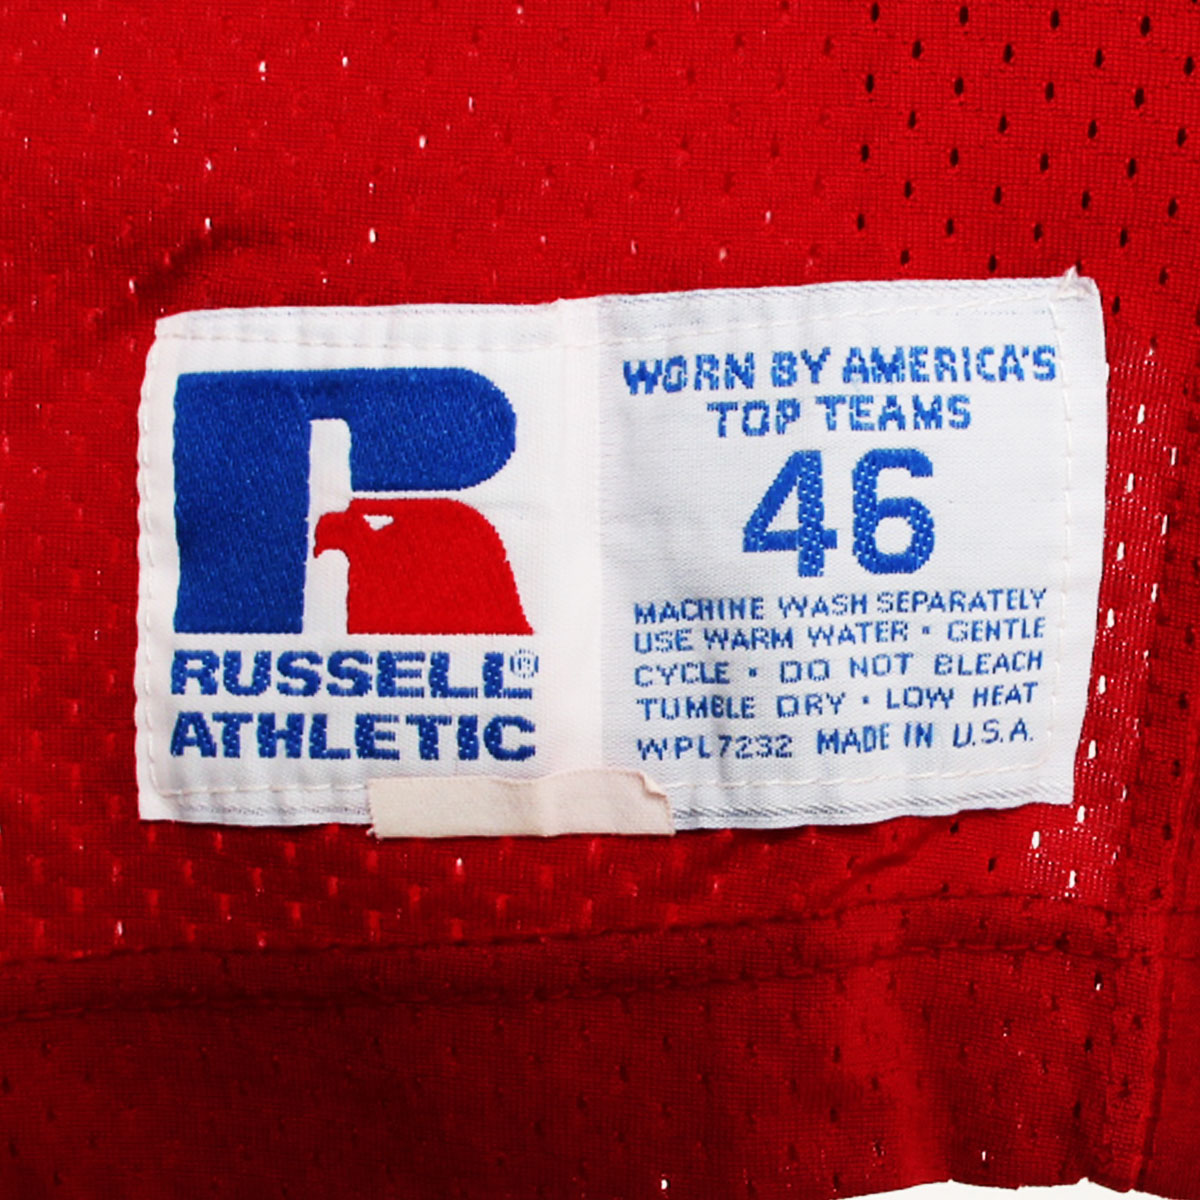 RUSSELL®
ATHLETIC
WORN BY AMERICA'S
TOP TEAMS
46
MACHINE WASH SEPARATELY
USE WARM WATER • GENTLE
CYCLE • DO NOT BLEACH
TUMBLE DRY • LOW HEAT
WPL7232 MADE IN U.S.A.